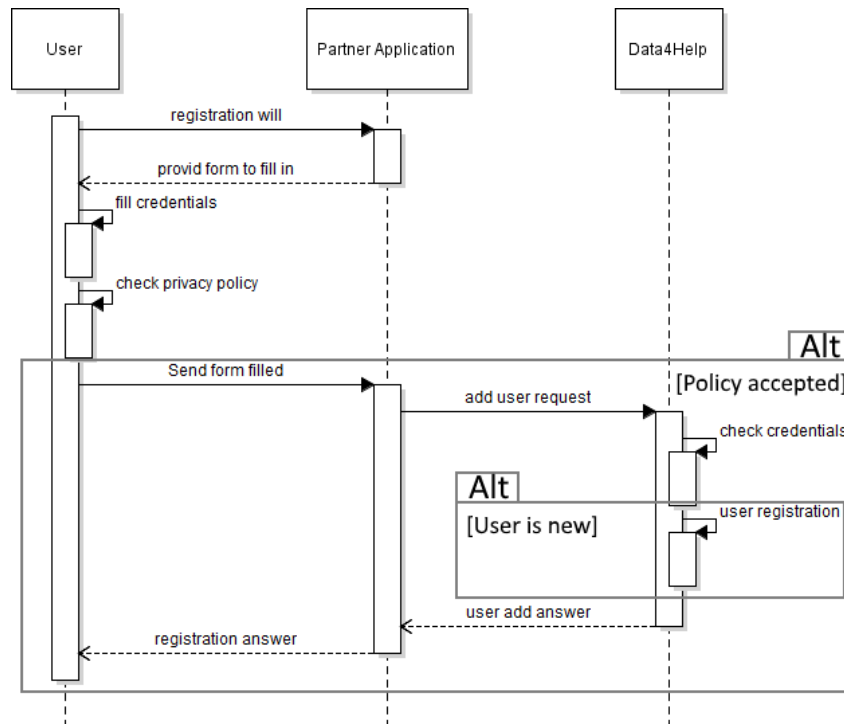 User
Partner Application
Data4Help
registration will
provid form to fill in
fill credentials
check privacy policy
Alt
Send form filled
[Policy accepted]
add user request
check credentials
Alt
user registration
[User is new]
user add answer
registration answer